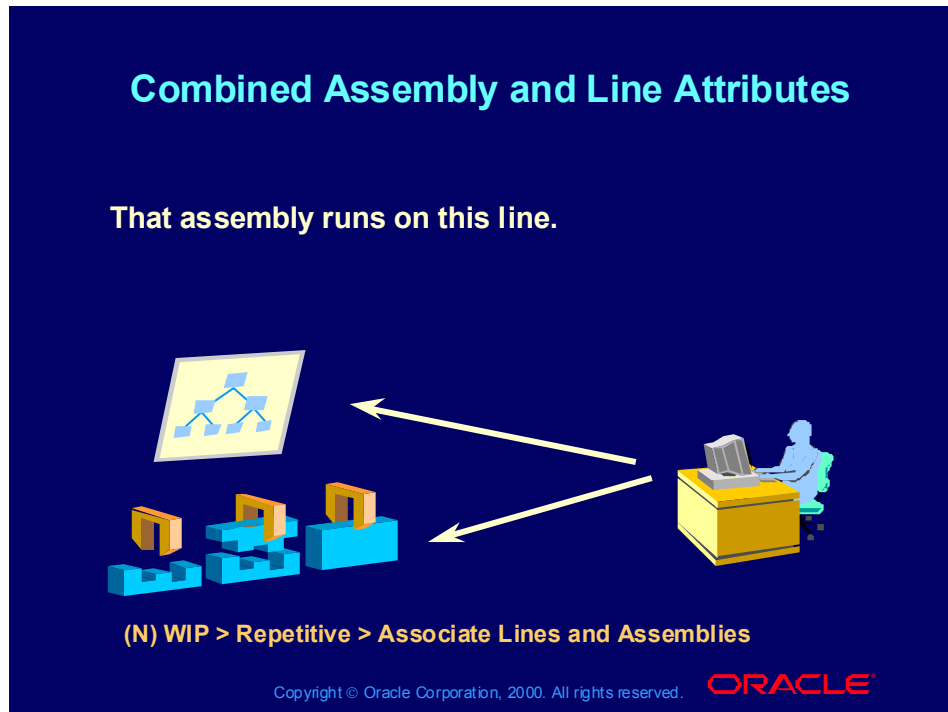 Combined Assembly and Line Attributes
That assembly runs on this line.
(N) WIP > Repetitive > Associate Lines and Assemblies
Copyright © Oracle Corporation, 2000. All rights reserved.
ORACLE®